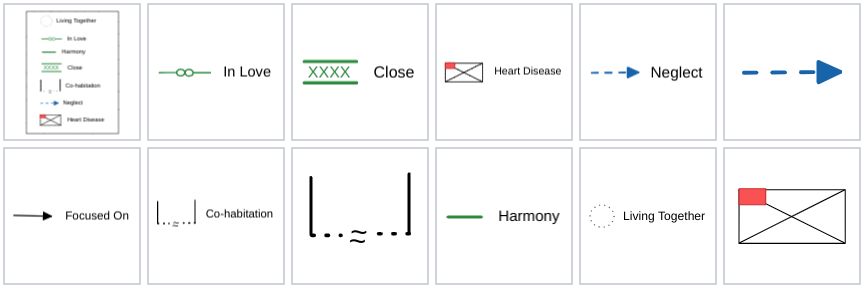 Living Together
In Love
Harmony
XXXX Close
Co-habitation
Neglect
Heart Disease
In Love
XXXX Close
Heart Disease
Neglect
Focused On
Co-habitation
Harmony
Living Together